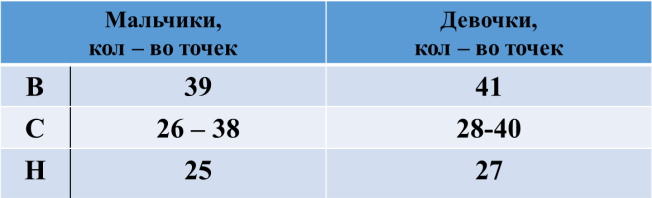 Мальчики,
кол – во точек
Девочки,
кол – во точек
В 39 41
С 26 – 38 28-40
Н 25 27